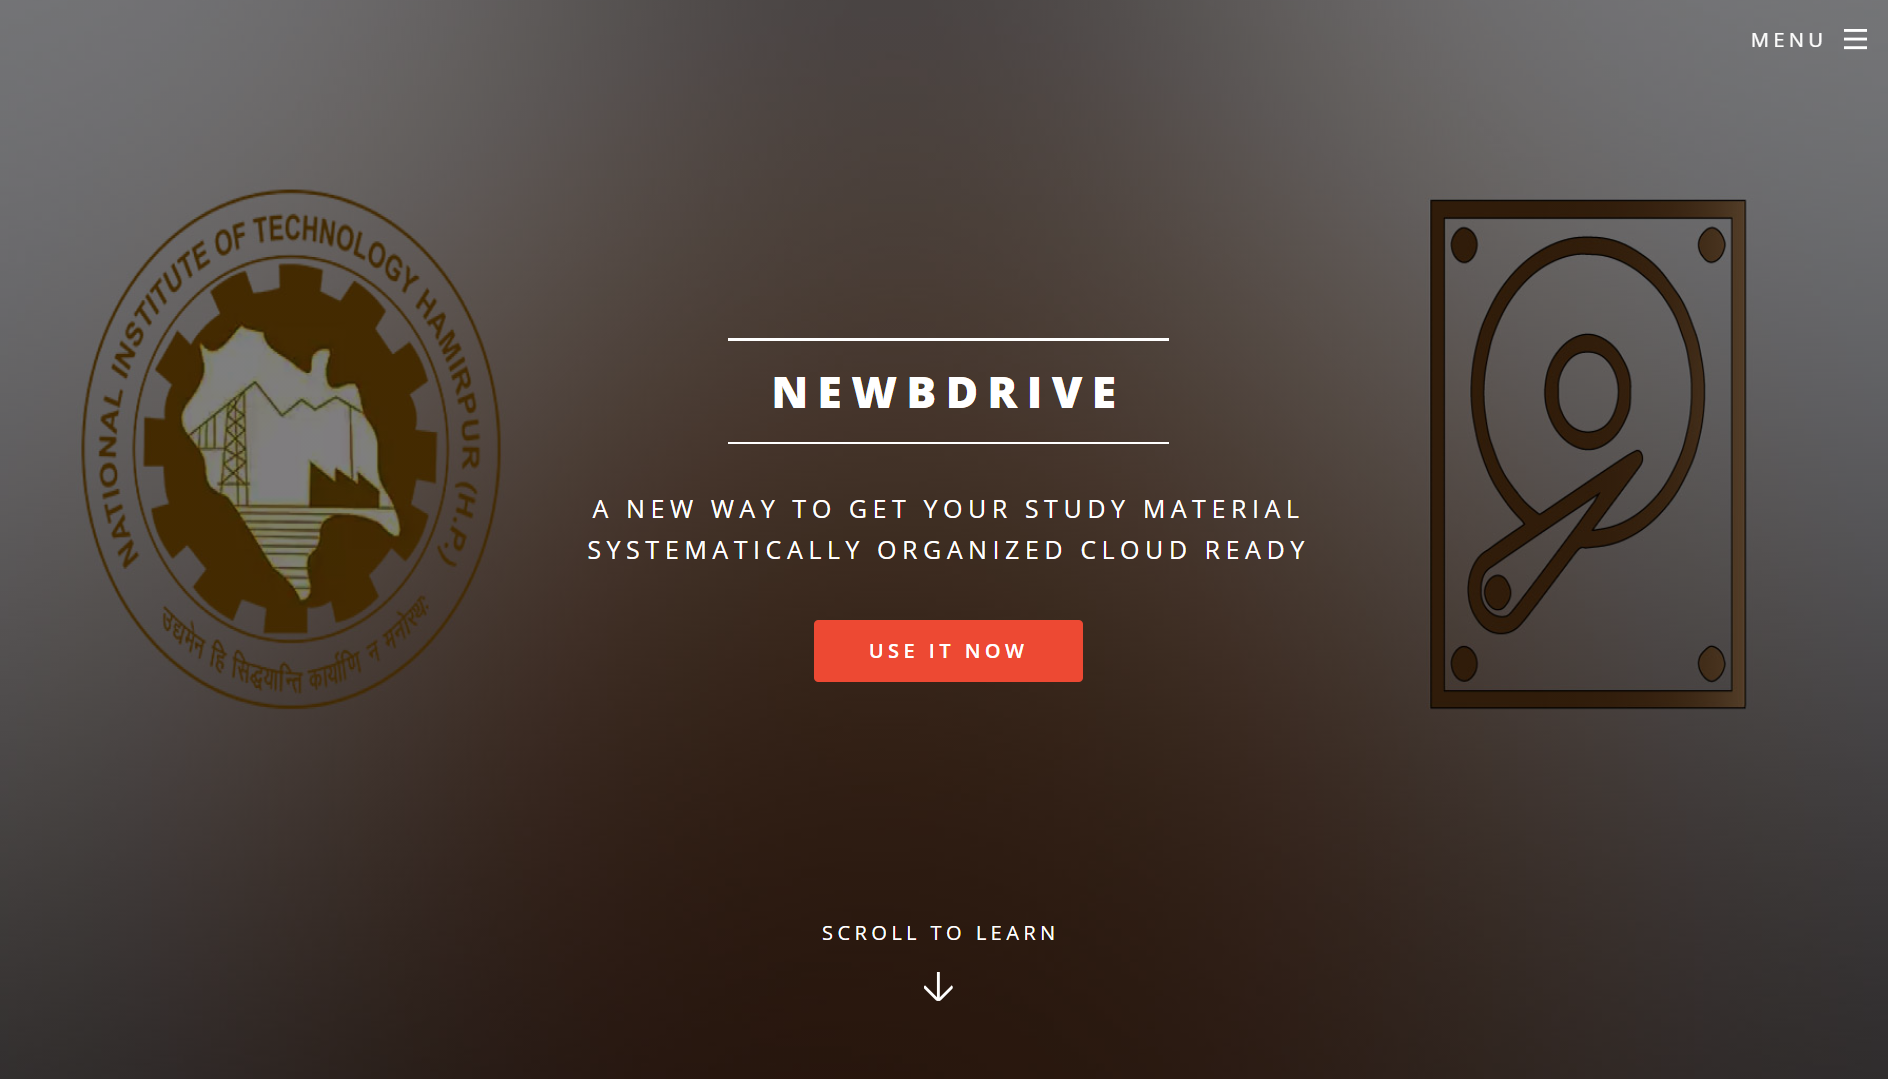 MENU
NATIONAL INSTITUTE OF TECHNOLOGY HAMIRPUR (H.P.)
उद्यमेन हि सिद्धयान्ति कार्याणि न मनोरथः
NEWBDRIVE
A NEW WAY TO GET YOUR STUDY MATERIAL
SYSTEMATICALLY ORGANIZED CLOUD READY
USE IT NOW
SCROLL TO LEARN